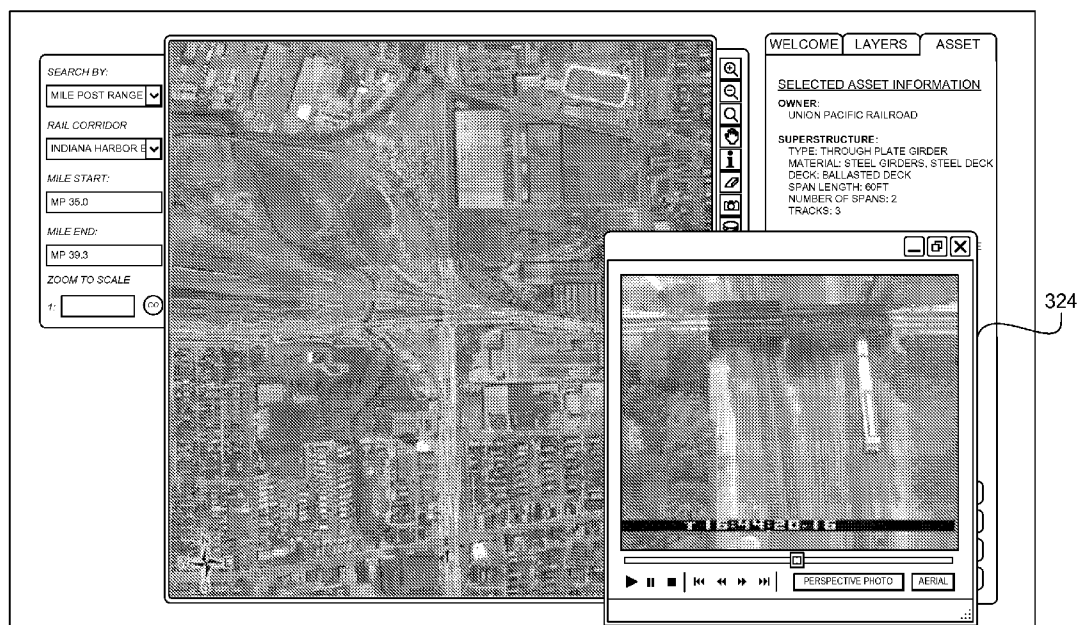 SEARCH BY:
MILE POST RANGE
RAIL CORRIDOR
INDIANA HARBOR E
MILE START:
MP 35.0
MILE END:
MP 39.3
ZOOM TO SCALE
1:
GO
WELCOME
LAYERS
ASSET
SELECTED ASSET INFORMATION
OWNER:
UNION PACIFIC RAILROAD
SUPERSTRUCTURE:
TYPE: THROUGH PLATE GIRDER
MATERIAL: STEEL GIRDERS, STEEL DECK
DECK: BALLASTED DECK
SPAN LENGTH: 60FT
NUMBER OF SPANS: 2
TRACKS: 3
324
PERSPECTIVE PHOTO
AERIAL